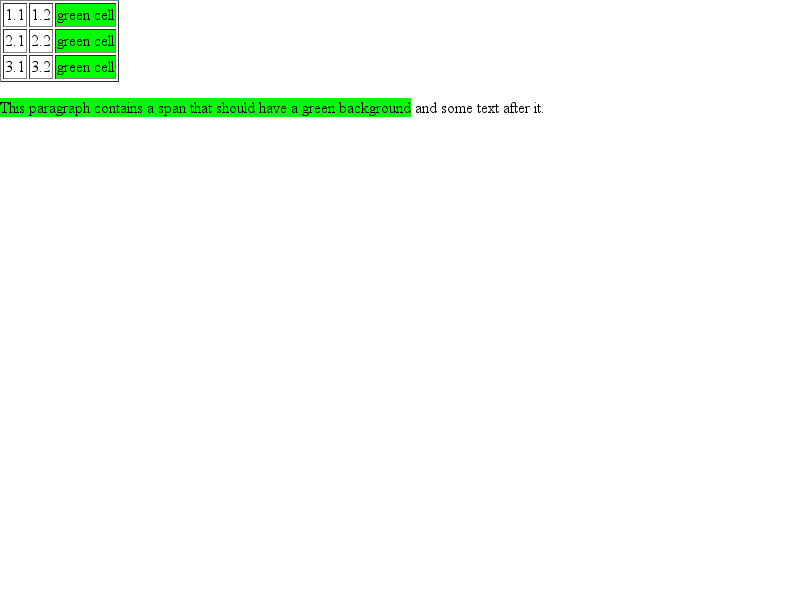 1.1 1.2 green cell
2.1 2.2 green cell
3.1 3.2 green cell
This paragraph contains a span that should have a green background and some text after it.